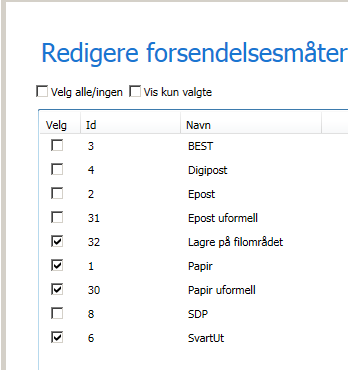 Redigere forsendelsesmåter
Velg alle/ingen Vis kun valgte
Velg Id Navn
3 BEST
4 Digipost
2 Epost
31 Epost uformell
32 Lagre på filområdet
1 Papir
30 Papir uformell
8 SDP
6 SvartUt